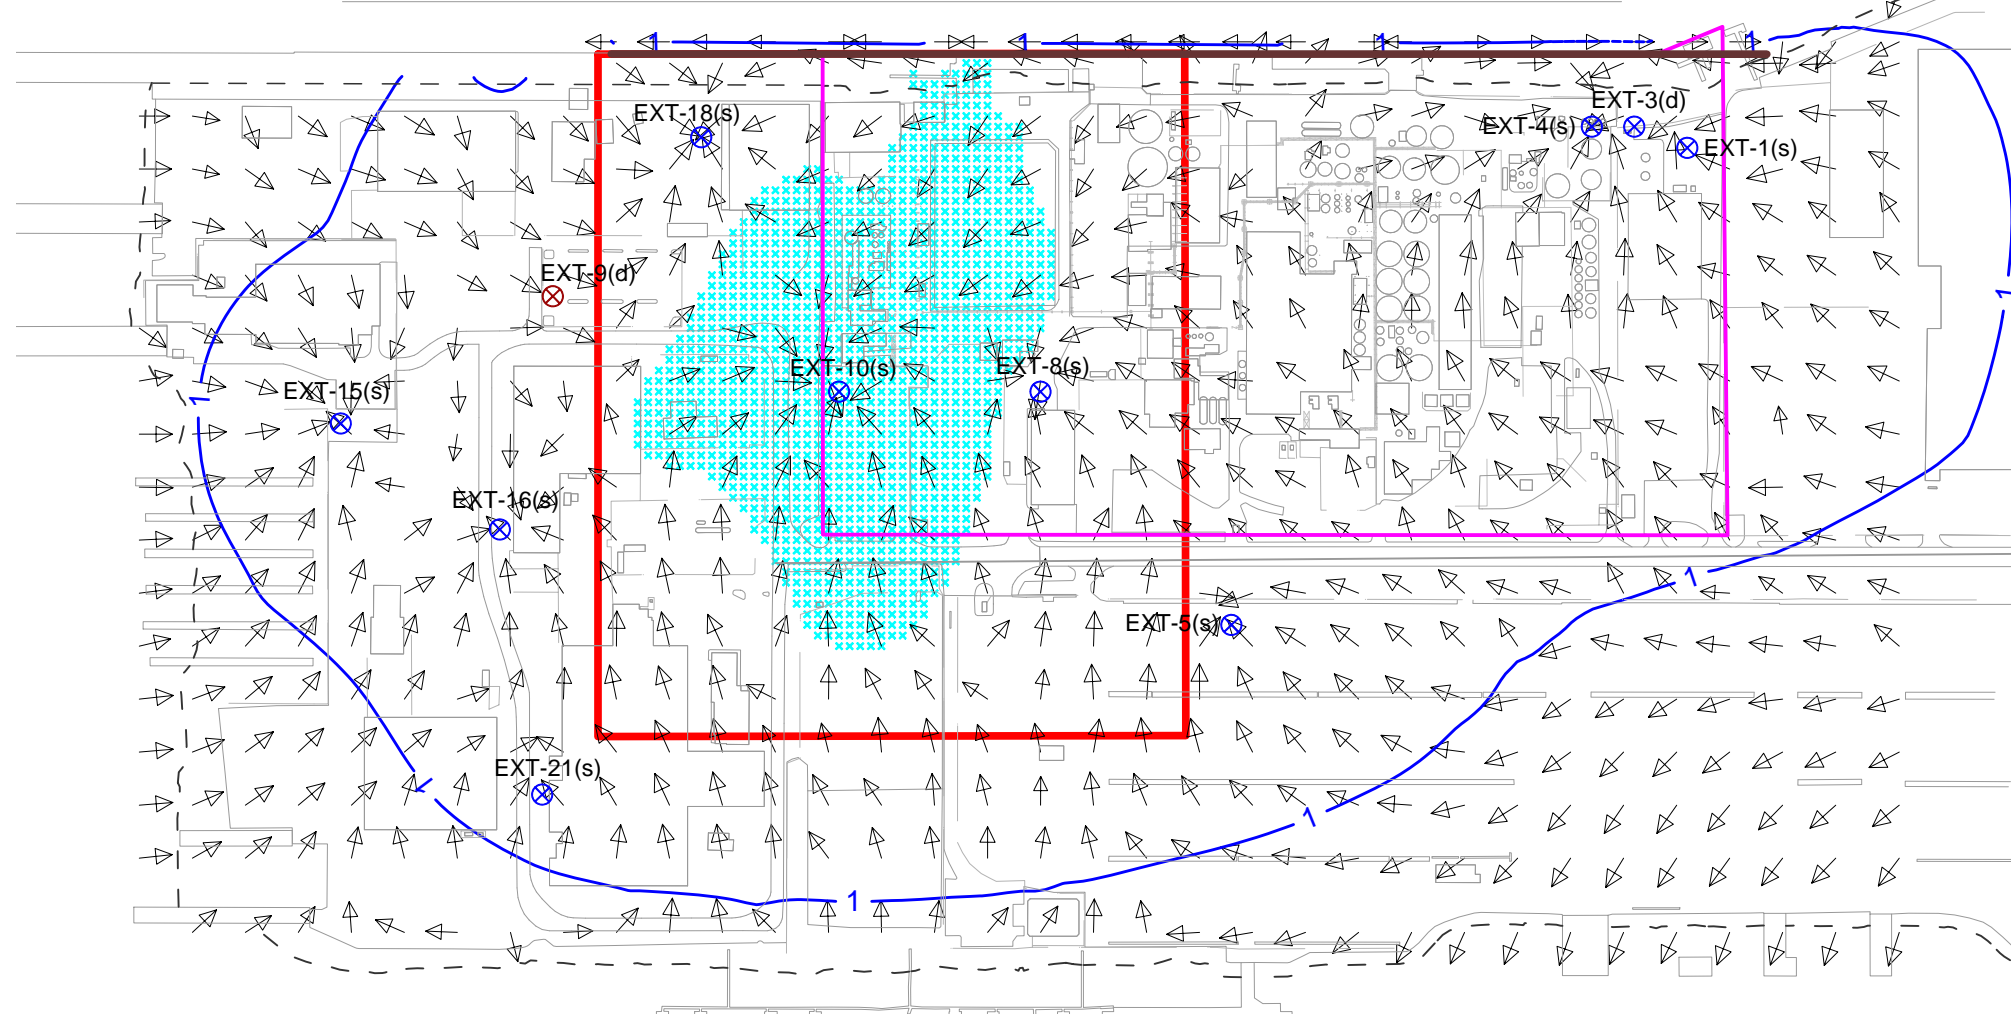 1 1 1 1
EXT-3(d)
EXT-18(s)
EXT-4(s)
EXT-1(s)
EXT-9(d)
1
EXT-10(s)
EXT-8(s)
EXT-15(s)
1
EXT-16(s)
1
EXT-5(s)
EXT-21(s)
1
1
1